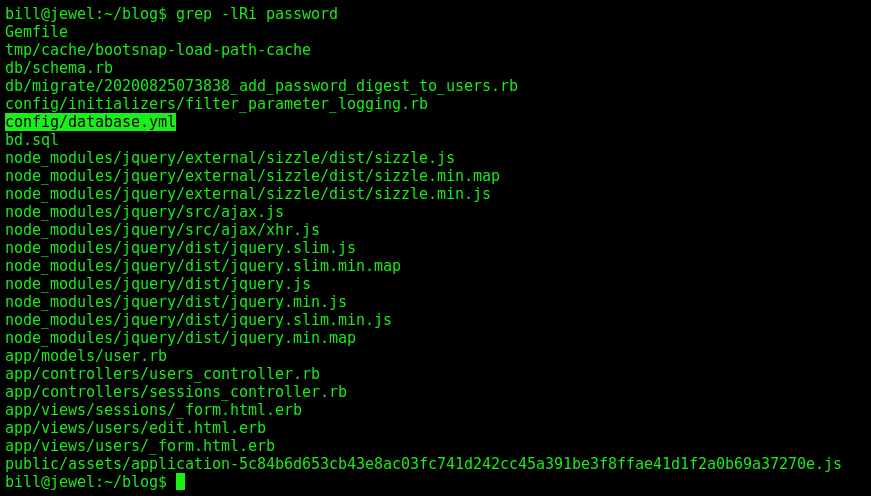 bill@jewel:~/blog$ grep -lRi password
Gemfile
tmp/cache/bootsnap-load-path-cache
db/schema.rb
db/migrate/20200825073838_add_password_digest_to_users.rb
config/initializers/filter_parameter_logging.rb
config/database.yml
bd.sql
node_modules/jquery/external/sizzle/dist/sizzle.js
node_modules/jquery/external/sizzle/dist/sizzle.min.map
node_modules/jquery/external/sizzle/dist/sizzle.min.js
node_modules/jquery/src/ajax.js
node_modules/jquery/src/ajax/xhr.js
node_modules/jquery/dist/jquery.slim.js
node_modules/jquery/dist/jquery.slim.min.map
node_modules/jquery/dist/jquery.js
node_modules/jquery/dist/jquery.min.js
node_modules/jquery/dist/jquery.slim.min.js
node_modules/jquery/dist/jquery.min.map
app/models/user.rb
app/controllers/users_controller.rb
app/controllers/sessions_controller.rb
app/views/sessions/_form.html.erb
app/views/users/edit.html.erb
app/views/users/_form.html.erb
public/assets/application-5c84b6d653cb43e8ac03fc741d242cc45a391be3f8ffae41d1f2a0b69a37270e.js
bill@jewel:~/blog$